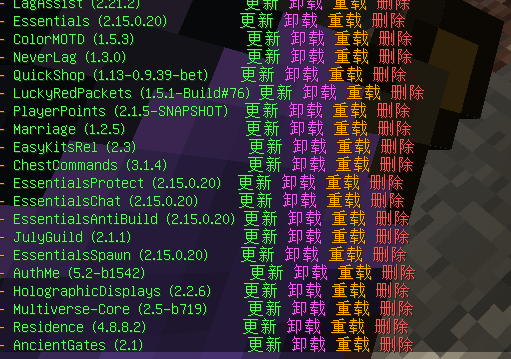 - LagAssist (2.21.2) 更新 卸载 重载 删除
- Essentials (2.15.0.20) 更新 卸载 重载 删除
- ColorMOTD (1.5.3) 更新 卸载 重载 删除
- NeverLag (1.3.0) 更新 卸载 重载 删除
- QuickShop (1.13-0.9.39-bet) 更新 卸载 重载 删除
- LuckyRedPackets (1.5.1-Build#76) 更新 卸载 重载 删除
- PlayerPoints (2.1.5-SNAPSHOT) 更新 卸载 重载 删除
- Marriage (1.2.5) 更新 卸载 重载 删除
- EasyKitsRel (2.3) 更新 卸载 重载 删除
- ChestCommands (3.1.4) 更新 卸载 重载 删除
- EssentialsProtect (2.15.0.20) 更新 卸载 重载 删除
- EssentialsChat (2.15.0.20) 更新 卸载 重载 删除
- EssentialsAntiBuild (2.15.0.20) 更新 卸载 重载 删除
- JulyGuild (2.1.1) 更新 卸载 重载 删除
- EssentialsSpawn (2.15.0.20) 更新 卸载 重载 删除
- AuthMe (5.2-b1542) 更新 卸载 重载 删除
- HolographicDisplays (2.2.6) 更新 卸载 重载 删除
- Multiverse-Core (2.5-b719) 更新 卸载 重载 删除
- Residence (4.8.8.2) 更新 卸载 重载 删除
- AncientGates (2.1) 更新 卸载 重载 删除